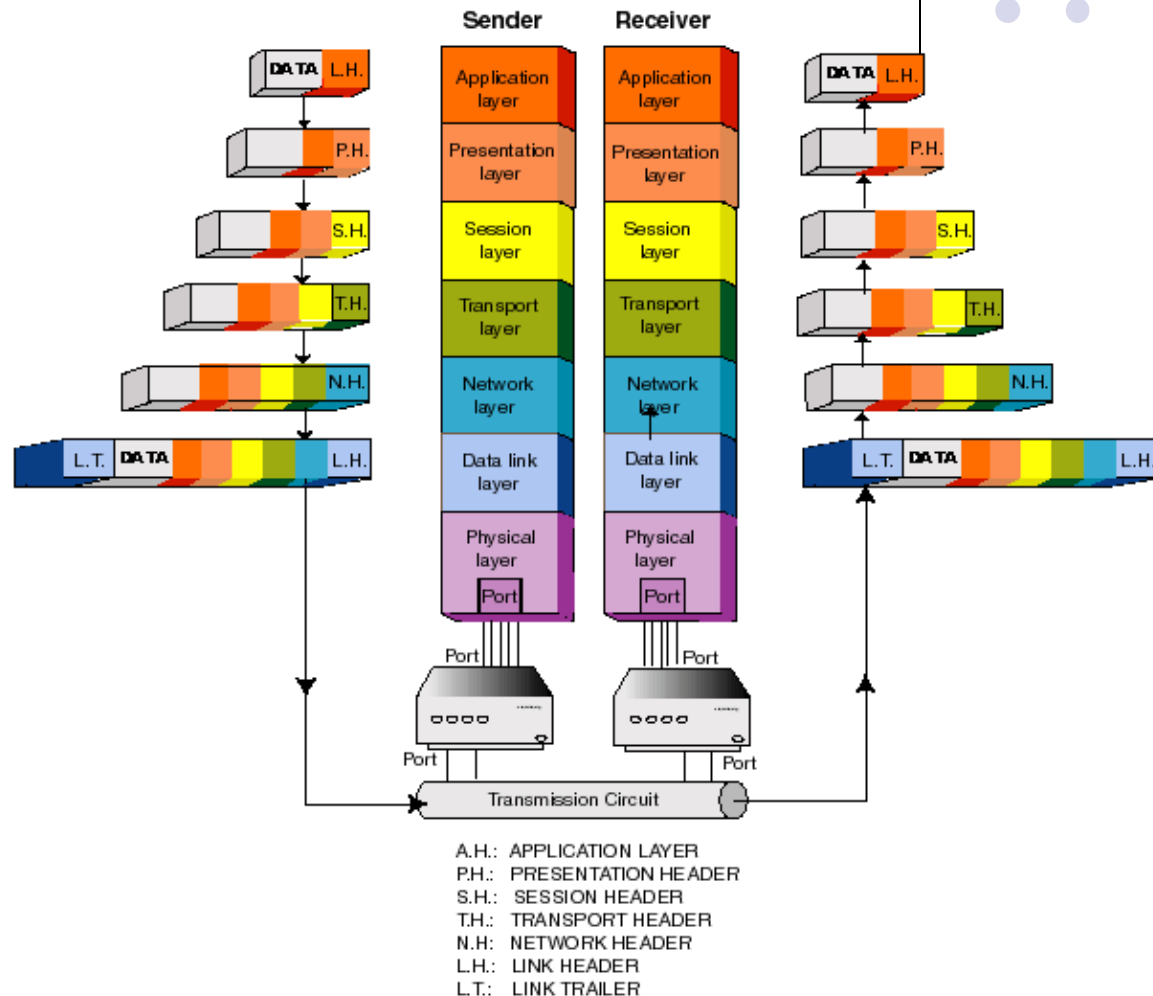 Sender Receiver
DATA L.H.
Application layer
Application layer
DATA L.H.
P.H.
Presentation layer
Presentation layer
P.H.
S.H.
Session layer
Session layer
S.H.
T.H.
Transport layer
Transport layer
T.H.
N.H.
Network layer
Network layer
N.H.
L.T. DATA L.H.
Data link layer
Data link layer
L.T. DATA L.H.
Physical layer
Physical layer
Port
Port
Port
Port
Port
Port
Transmission Circuit
A.H.: APPLICATION LAYER
P.H.: PRESENTATION HEADER
S.H.: SESSION HEADER
T.H.: TRANSPORT HEADER
N.H: NETWORK HEADER
L.H.: LINK HEADER
L.T.: LINK TRAILER